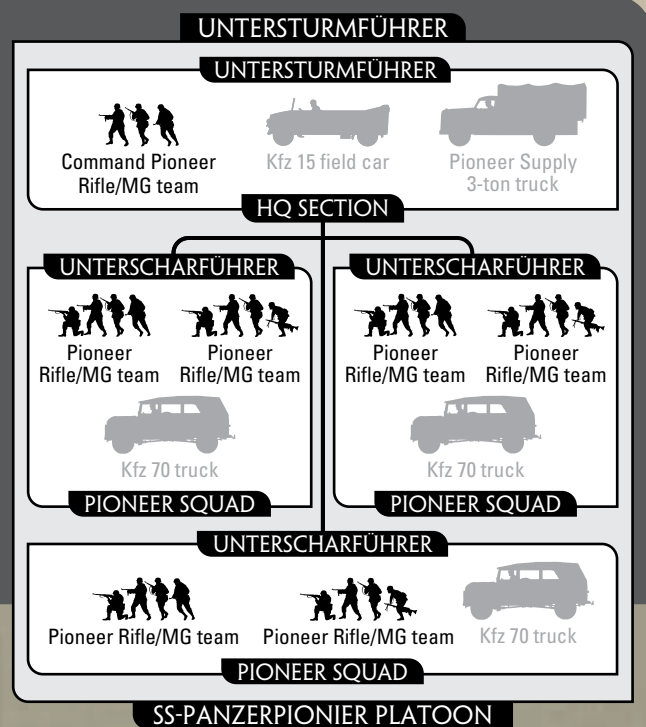 UNTERSTURMFÜHRER
UNTERSTURMFÜHRER
Command Pioneer
Rifle/MG team
Kfz 15 field car
Pioneer Supply
3-ton truck
HQ SECTION
UNTERSCHARFÜHRER
Pioneer
Rifle/MG team
Pioneer
Rifle/MG team
Kfz 70 truck
PIONEER SQUAD
UNTERSCHARFÜHRER
Pioneer
Rifle/MG team
Pioneer
Rifle/MG team
Kfz 70 truck
PIONEER SQUAD
UNTERSCHARFÜHRER
Pioneer Rifle/MG team
Pioneer Rifle/MG team
Kfz 70 truck
PIONEER SQUAD
SS-PANZERPIONIER PLATOON